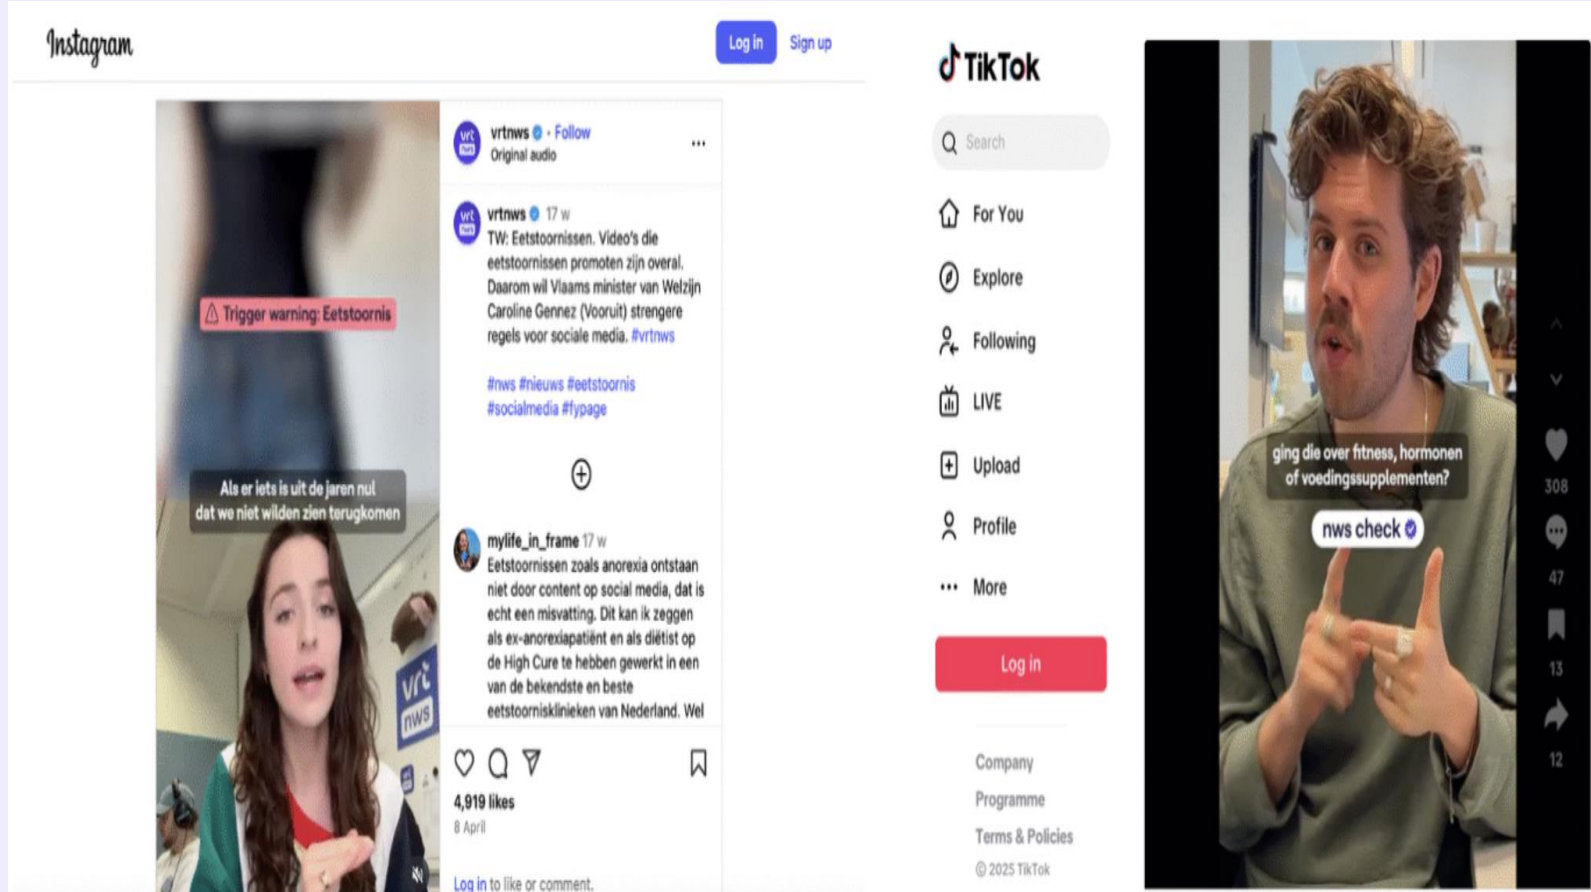 Instagram
Log in
Sign up
Trigger warning: Eetstoornis
Als er iets is uit de jaren nul
dat we niet wilden zien terugkomen
vrt
nws
vrt
nws
vrtnws · Follow
Original audio
vrt
nws
vrtnws 17 w
TW: Eetstoornissen. Video's die
eetstoornissen promoten zijn overal.
Daarom wil Vlaams minister van Welzijn
Caroline Gennez (Vooruit) strengere
regels voor sociale media. #vrtnws
#nws #nieuws #eetstoornis
#socialmedia #fypage
mylife_in_frame 17 w
Eetstoornissen zoals anorexia ontstaan
niet door content op social media, dat is
echt een misvatting. Dit kan ik zeggen
als ex-anorexiapatiënt en als diëtist op
de High Cure te hebben gewerkt in een
van de bekendste en beste
eetstoornisklinieken van Nederland. Wel
4,919 likes
8 April
Log in to like or comment.
TikTok
Search
For You
Explore
Following
LIVE
Upload
Profile
More
Log in
Company
Programme
Terms & Policies
© 2025 TikTok
ging die over fitness, hormonen
of voedingssupplementen?
nws check
308
47
13
12